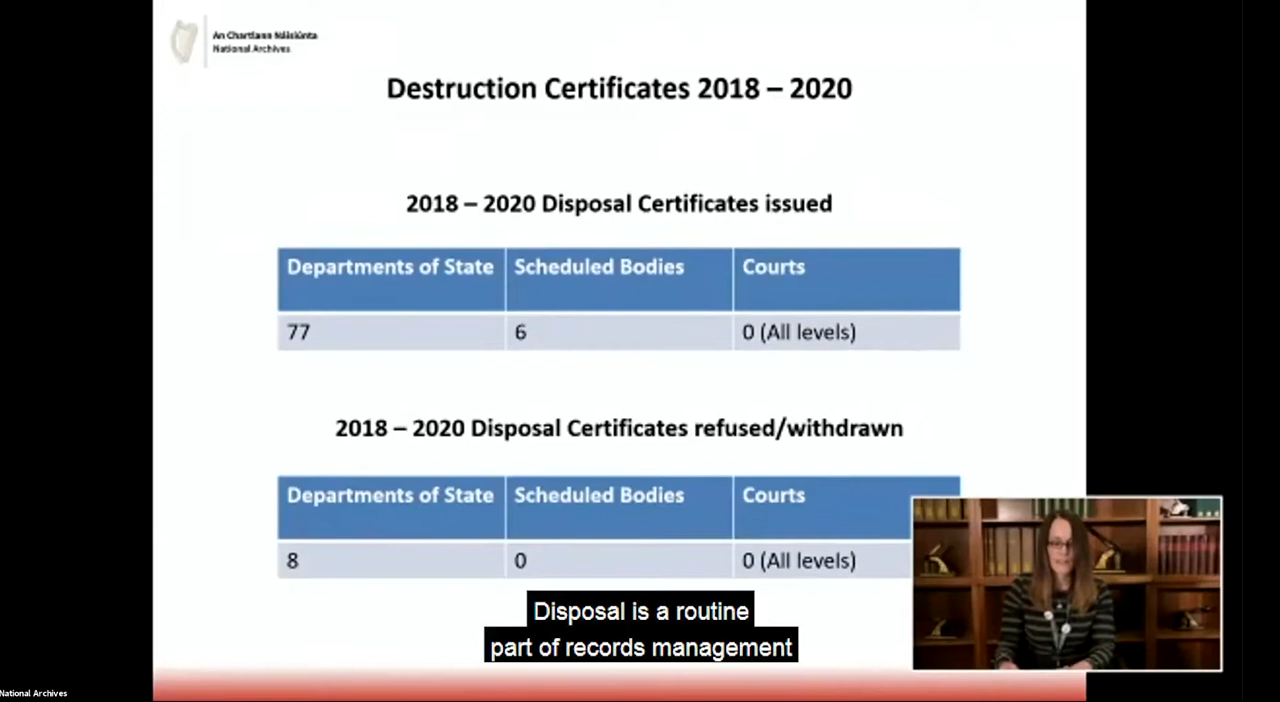 An Chartlann Náisiúnta
National Archives
Destruction Certificates 2018 – 2020
2018 – 2020 Disposal Certificates issued
Departments of State Scheduled Bodies Courts
77 6 0 (All levels)
2018 – 2020 Disposal Certificates refused/withdrawn
Departments of State Scheduled Bodies Courts
8 0 0 (All levels)
Disposal is a routine
part of records management
National Archives